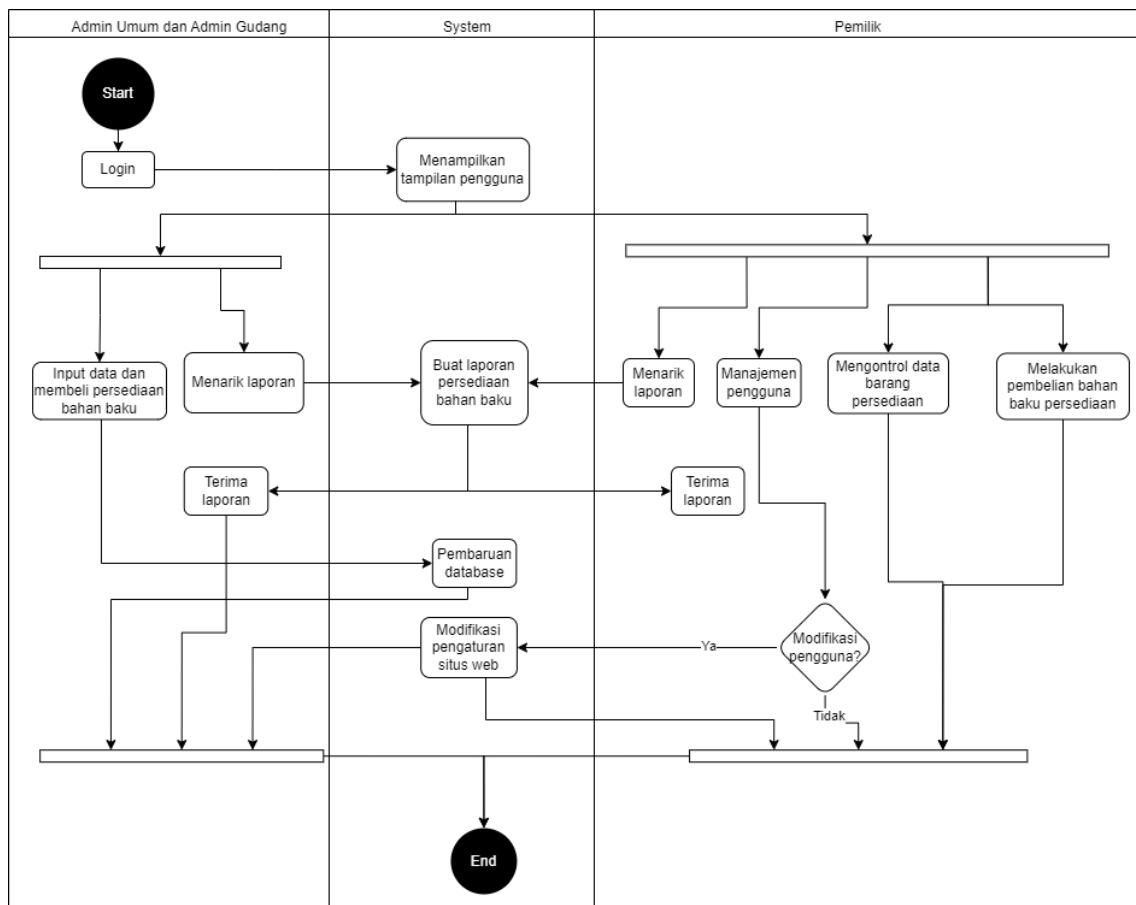 Admin Umum dan Admin Gudang
System
Pemilik
Start
Login
Menampilkan
tampilan pengguna
Input data dan
membeli persediaan
bahan baku
Menarik laporan
Buat laporan
persediaan
bahan baku
Menarik
laporan
Manajemen
pengguna
Mengontrol data
barang
persediaan
Melakukan
pembelian bahan
baku persediaan
Terima
laporan
Terima
laporan
Pembaruan
database
Modifikasi
pengaturan
situs web
Ya
Modifikasi
pengguna?
Tidak
End